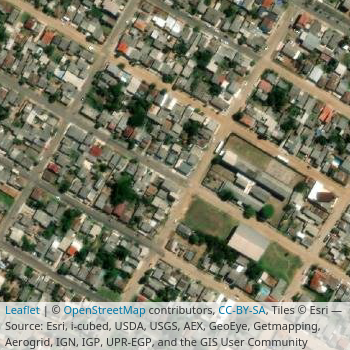 Leaflet | © OpenStreetMap contributors, CC-BY-SA, Tiles © Esri —
Source: Esri, i-cubed, USDA, USGS, AEX, GeoEye, Getmapping,
Aerogrid, IGN, IGP, UPR-EGP, and the GIS User Community